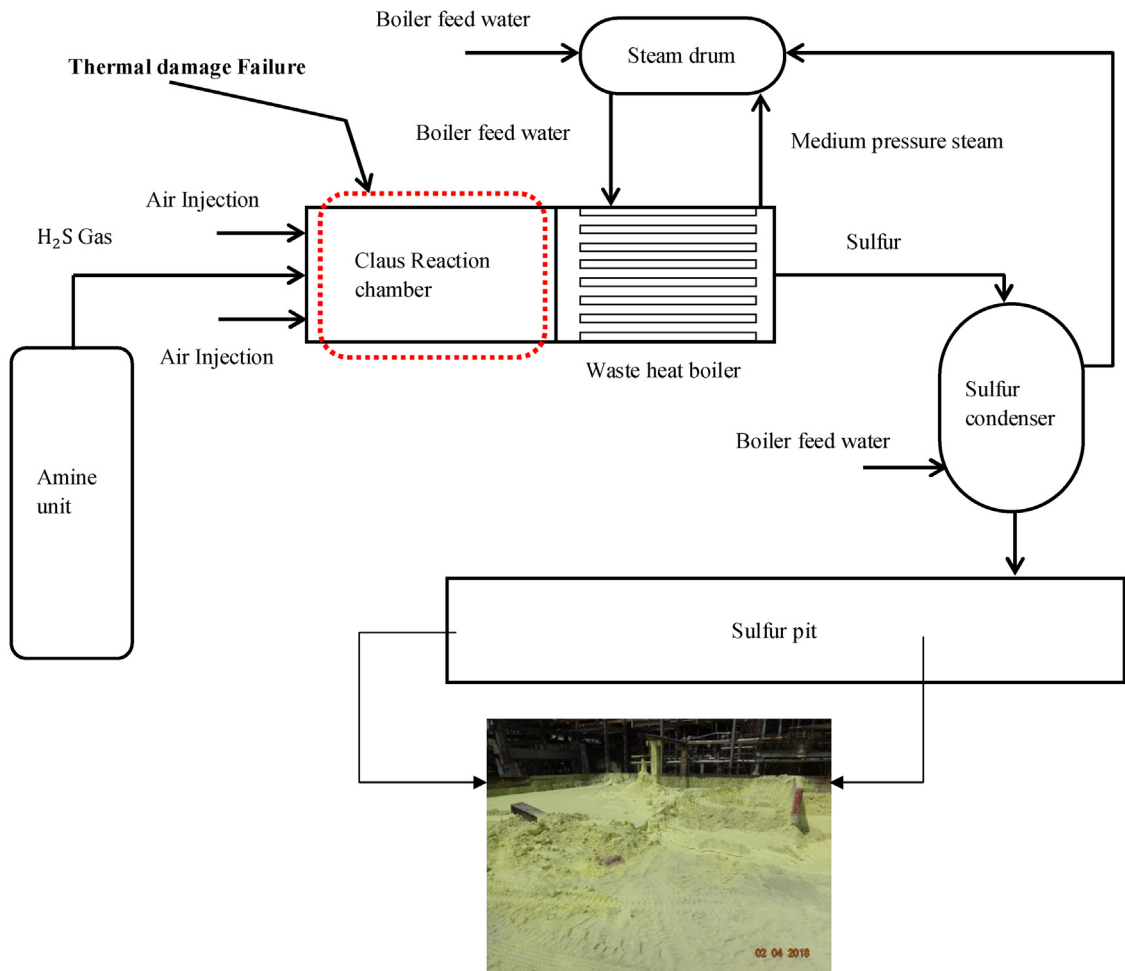 Boiler feed water
Steam drum
Thermal damage Failure
Boiler feed water
Medium pressure steam
Air Injection
H₂S Gas
Sulfur
Claus Reaction
chamber
Air Injection
Waste heat boiler
Sulfur
condenser
Boiler feed water
Amine
unit
Sulfur pit
02 04 2018